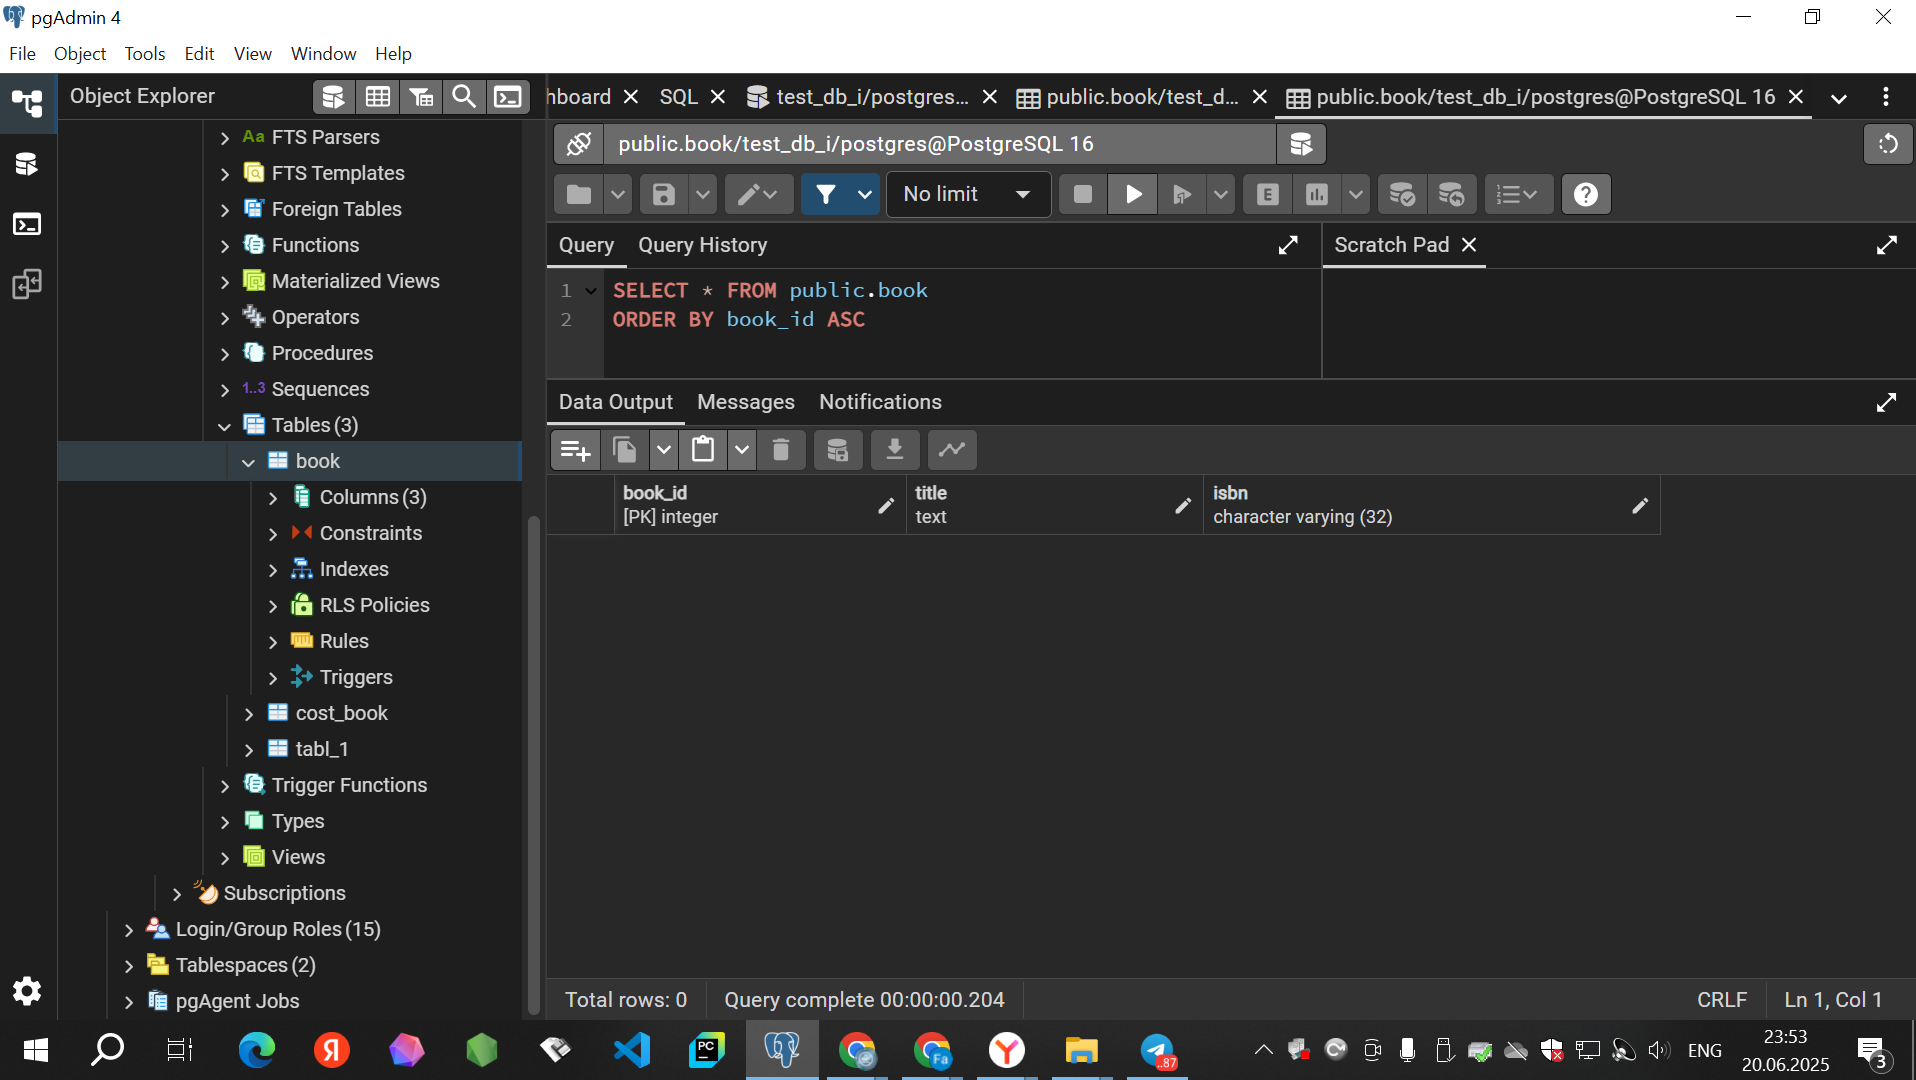 pgAdmin 4
File Object Tools Edit View Window Help
Object Explorer
hboard SQL test_db_i/postgres... public.book/test_d... public.book/test_db_i/postgres@PostgreSQL 16
public.book/test_db_i/postgres@PostgreSQL 16
No limit
E
Query Query History
Scratch Pad
1 SELECT * FROM public.book
2 ORDER BY book_id ASC
Data Output Messages Notifications
book_id
[PK] integer
title
text
isbn
character varying (32)
Aa FTS Parsers
FTS Templates
Foreign Tables
Functions
Materialized Views
Operators
Procedures
1..3 Sequences
Tables (3)
book
Columns (3)
Constraints
Indexes
RLS Policies
Rules
Triggers
cost_book
tabl_1
Trigger Functions
Types
Views
Subscriptions
Login/Group Roles (15)
Tablespaces (2)
pgAgent Jobs
Total rows: 0 Query complete 00:00:00.204 CRLF Ln 1, Col 1
Я
PC
Fa
Y
..87
ENG
23:53
20.06.2025
3